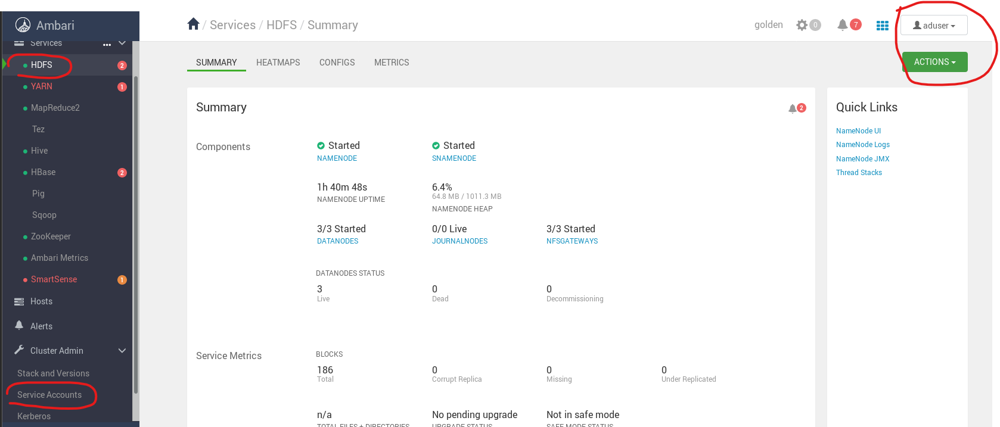 Ambari
/ Services / HDFS / Summary
golden
0
7
aduser
Services
HDFS
2
YARN
1
MapReduce2
Tez
Hive
HBase
2
Pig
Sqoop
ZooKeeper
Ambari Metrics
SmartSense
1
Hosts
Alerts
Cluster Admin
Stack and Versions
Service Accounts
Kerberos
SUMMARY HEATMAPS CONFIGS METRICS
ACTIONS
Summary
2
Components
Started Started
NAMENODE SNAMENODE
1h 40m 48s 6.4%
64.8 MB / 1011.3 MB
NAMENODE UPTIME NAMENODE HEAP
3/3 Started 0/0 Live 3/3 Started
DATANODES JOURNALNODES NFSGATEWAYS
DATANODES STATUS
3 0 0
Live Dead Decommissioning
Service Metrics
BLOCKS
186 0 0 0
Total Corrupt Replica Missing Under Replicated
n/a No pending upgrade Not in safe mode
TOTAL FILES + DIRECTORIES UPGRADE STATUS SAFE MODE STATUS
Quick Links
NameNode UI
NameNode Logs
NameNode JMX
Thread Stacks